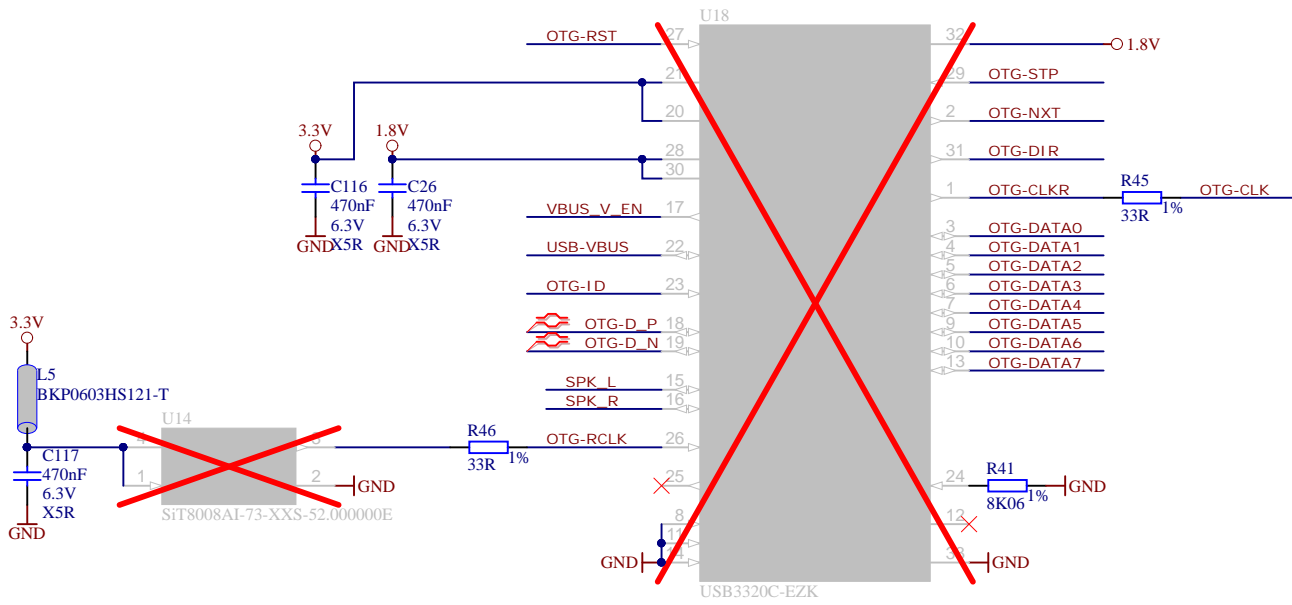 U18
OTG-RST
27
32
1.8V
21
29
OTG-STP
20
2
OTG-NXT
3.3V
1.8V
28
31
OTG-DIR
30
C116
470nF
6.3V
X5R
GND
C26
470nF
6.3V
X5R
GND
1
OTG-CLKR
R45
33R
1%
OTG-CLK
VBUS_V_EN
17
3
OTG-DATA0
USB-VBUS
22
4
OTG-DATA1
5
OTG-DATA2
OTG-ID
23
6
OTG-DATA3
7
OTG-DATA4
OTG-D_P
18
9
OTG-DATA5
OTG-D_N
19
10
OTG-DATA6
13
OTG-DATA7
3.3V
L5
BKP0603HS121-T
SPK_L
15
SPK_R
16
U14
4
3
R46
33R
1%
OTG-RCLK
26
C117
470nF
6.3V
X5R
GND
1
2
GND
SiT8008AI-73-XXS-52.000000E
25
24
R41
8K06
1%
GND
8
12
11
GND
14
33
GND
USB3320C-EZK